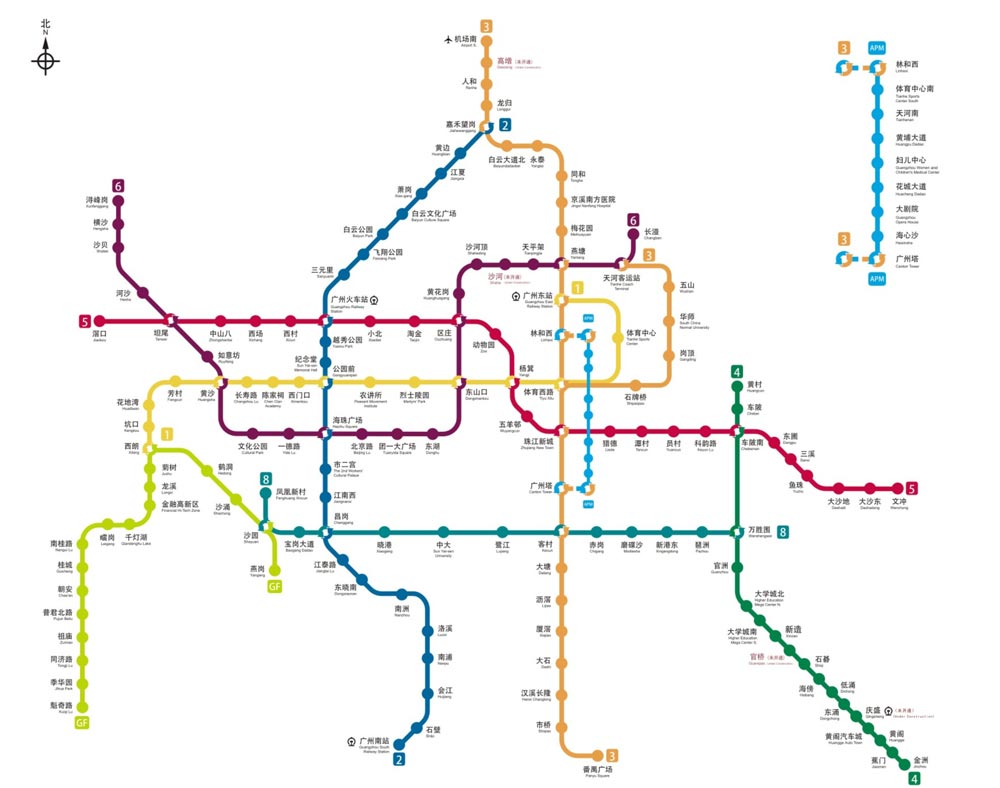 北
N
3
机场南
Airport S.
高增(未开通)
Gaozeng (Under Construction)
人和
Renhe
龙归
Longgui
嘉禾望岗
Jiahewanggang
2
黄边
Huangbian
江夏
Jiangxia
萧岗
Xiao gang
白云文化广场
Baiyun Culture Square
白云公园
Baiyun Park
飞翔公园
Feixiang Park
三元里
Sanyuanli
白云大道北
Baiyundadaobei
永泰
Yongtai
同和
Tonghe
京溪南方医院
Jingxi Nanfang Hospital
梅花园
Meihuayuan
燕塘
Yantang
6
浔峰岗
Xunfenggang
横沙
Hengsha
沙贝
Shabei
河沙
Hesha
坦尾
Tanwei
如意坊
Ruyifang
黄沙
Huangsha
文化公园
Cultural Park
一德路
Yide Lu
海珠广场
Haizhu Square
北京路
Beijing Lu
团一大广场
Tuanyida Square
东湖
Donghu
东山口
Dongshankou
区庄
Ouzhuang
黄花岗
Huanghuagang
沙河顶
Shaheding
沙河(未开通)
Shahe (Under Construction)
天平架
Tianpingjia
天河客运站
Tianhe Coach
Terminal
6
长湴
Changban
3
五山
Wushan
华师
South China
Normal University
岗顶
Gangding
石牌桥
Shipaiqiao
5
滘口
Jiaokou
中山八
Zhongshanba
西场
Xichang
西村
Xicun
广州火车站
Guangzhou Railway
Station
小北
Xiaobei
淘金
Taojin
动物园
Zoo
杨箕
Yangji
五羊邨
Wuyangcun
珠江新城
Zhujiang New Town
猎德
Liede
潭村
Tancun
员村
Yuancun
科韵路
Keyun Lu
车陂南
Chebeinan
东圃
Dongpu
三溪
Sanxi
鱼珠
Yuzhu
大沙地
Dashadi
大沙东
Dashadong
文冲
Wenchong
5
1
广州东站
Guangzhou East
Railway Station
林和西
Linhexi
体育中心
Tianhe Sports
Center
体育西路
Tiyu Xilu
烈士陵园
Martyrs' Park
农讲所
Peasant Movement
Institute
公园前
Gongyuanqian
西门口
Ximenkou
陈家祠
Chen Clan
Academy
长寿路
Changshou Lu
芳村
Fangcun
花地湾
Huadiwan
坑口
Kengkou
西朗
Xilang
1
越秀公园
Yuexiu Park
纪念堂
Sun Yat-sen
Memorial Hall
市二宫
The 2nd Workers'
Cultural Palace
江南西
Jiangnanxi
昌岗
Changgang
江泰路
Jiangtai Lu
东晓南
Dongxiaonan
南洲
Nanzhou
洛溪
Luoxi
南浦
Nanpu
会江
Huijiang
石壁
Shibi
广州南站
Guangzhou South
Railway Station
2
菊树
Jushu
龙溪
Longxi
金融高新区
Financial Hi-Tech Zone
千灯湖
Qiandenghu Lake
𧒽岗
Leigang
南桂路
Nangui Lu
桂城
Guicheng
朝安
Chao'an
普君北路
Pujun Beilu
祖庙
Zumiao
同济路
Tongji Lu
季华园
Jihua Park
魁奇路
Kuiqi Lu
GF
鹤洞
Hedong
沙涌
Shachong
沙园
Shayuan
燕岗
Yangang
GF
8
凤凰新村
Fenghuang Xincun
宝岗大道
Baogang Dadao
晓港
Xiaogang
中大
Sun Yat-sen
University
鹭江
Lujiang
客村
Kecun
赤岗
Chigang
磨碟沙
Modiesha
新港东
Xingangdong
琶洲
Pazhou
万胜围
Wanshengwei
8
APM
广州塔
Canton Tower
APM
大塘
Datang
沥滘
Lijiao
厦滘
Xiajiao
大石
Dashi
汉溪长隆
Hanxi Changlong
市桥
Shiqiao
番禺广场
Panyu Square
3
4
黄村
Huangcun
车陂
Chebei
官洲
Guanzhou
大学城北
Higher Education
Mega Center N.
大学城南
Higher Education
Mega Center S.
新造
Xinzao
官桥(未开通)
Guanqiao (Under Construction)
石碁
Shiqi
海傍
Haibang
低涌
Dichong
东涌
Dongchong
庆盛(未开通)
Qingsheng (Under Construction)
黄阁汽车城
Huangge Auto Town
黄阁
Huangge
蕉门
Jiaomen
金洲
Jinzhou
4
3
APM
林和西
Linhexi
体育中心南
Tianhe Sports
Center South
天河南
Tianhenan
黄埔大道
Huangpu Dadao
妇儿中心
Guangzhou Women and
Children's Medical Center
花城大道
Huacheng Dadao
大剧院
Guangzhou
Opera House
海心沙
Haixinsha
3
广州塔
Canton Tower
APM